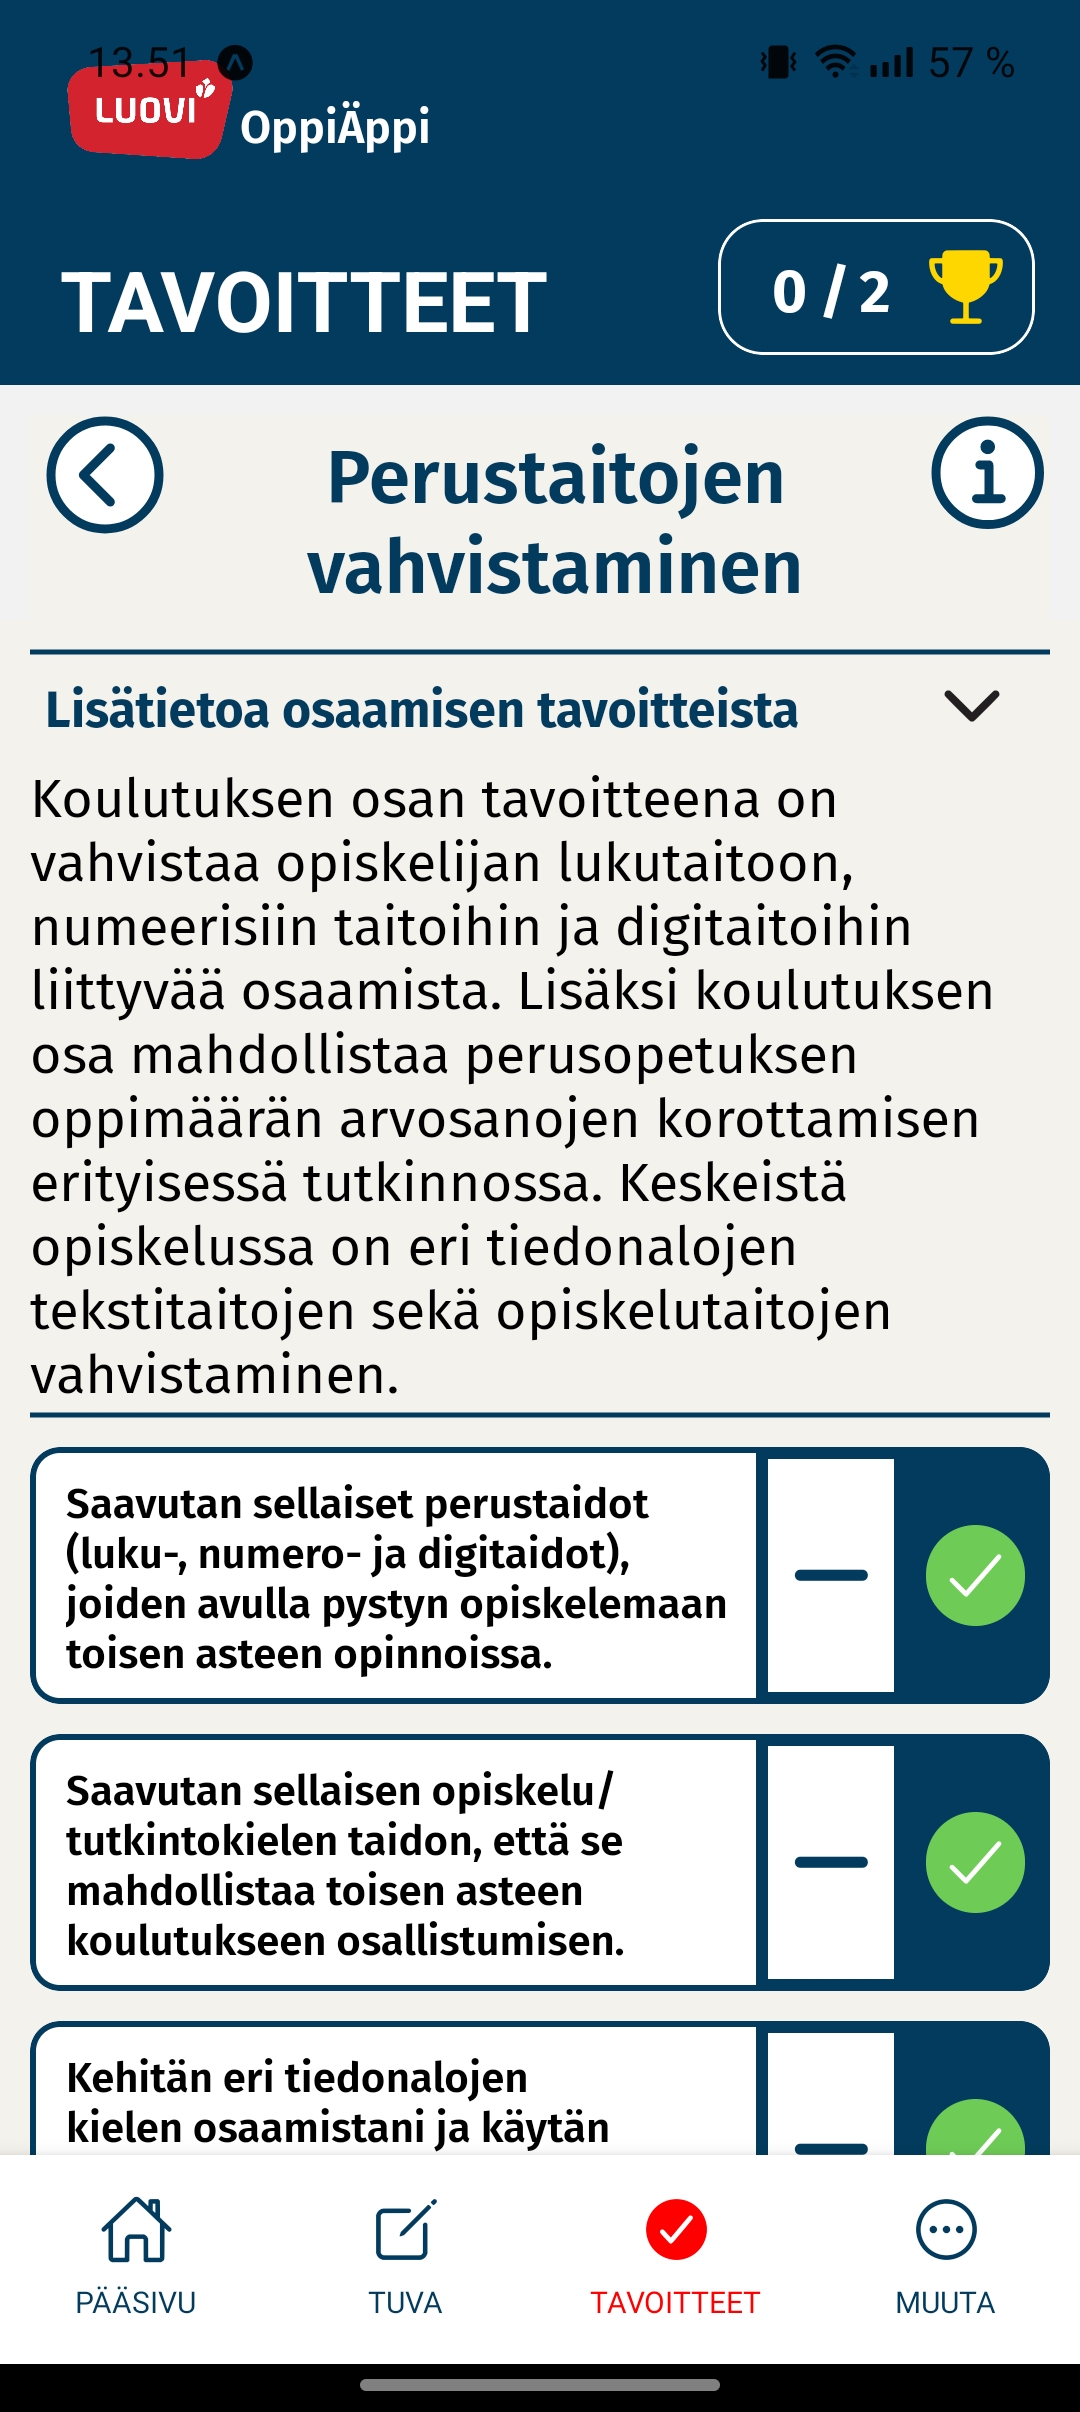 13.51
57 %
LUOVI
OppiÄppi
TAVOITTEET
0 / 2
Perustaitojen
vahvistaminen
Lisätietoa osaamisen tavoitteista
Koulutuksen osan tavoitteena on
vahvistaa opiskelijan lukutaitoon,
numeerisiin taitoihin ja digitaitoihin
liittyvää osaamista. Lisäksi koulutuksen
osa mahdollistaa perusopetuksen
oppimäärän arvosanojen korottamisen
erityisessä tutkinnossa. Keskeistä
opiskelussa on eri tiedonalojen
tekstitaitojen sekä opiskelutaitojen
vahvistaminen.
Saavutan sellaiset perustaidot
(luku-, numero- ja digitaidot),
joiden avulla pystyn opiskelemaan
toisen asteen opinnoissa.
Saavutan sellaisen opiskelu/
tutkintokielen taidon, että se
mahdollistaa toisen asteen
koulutukseen osallistumisen.
Kehitän eri tiedonalojen
kielen osaamistani ja käytän
PÄÄSIVU
TUVA
TAVOITTEET
MUUTA